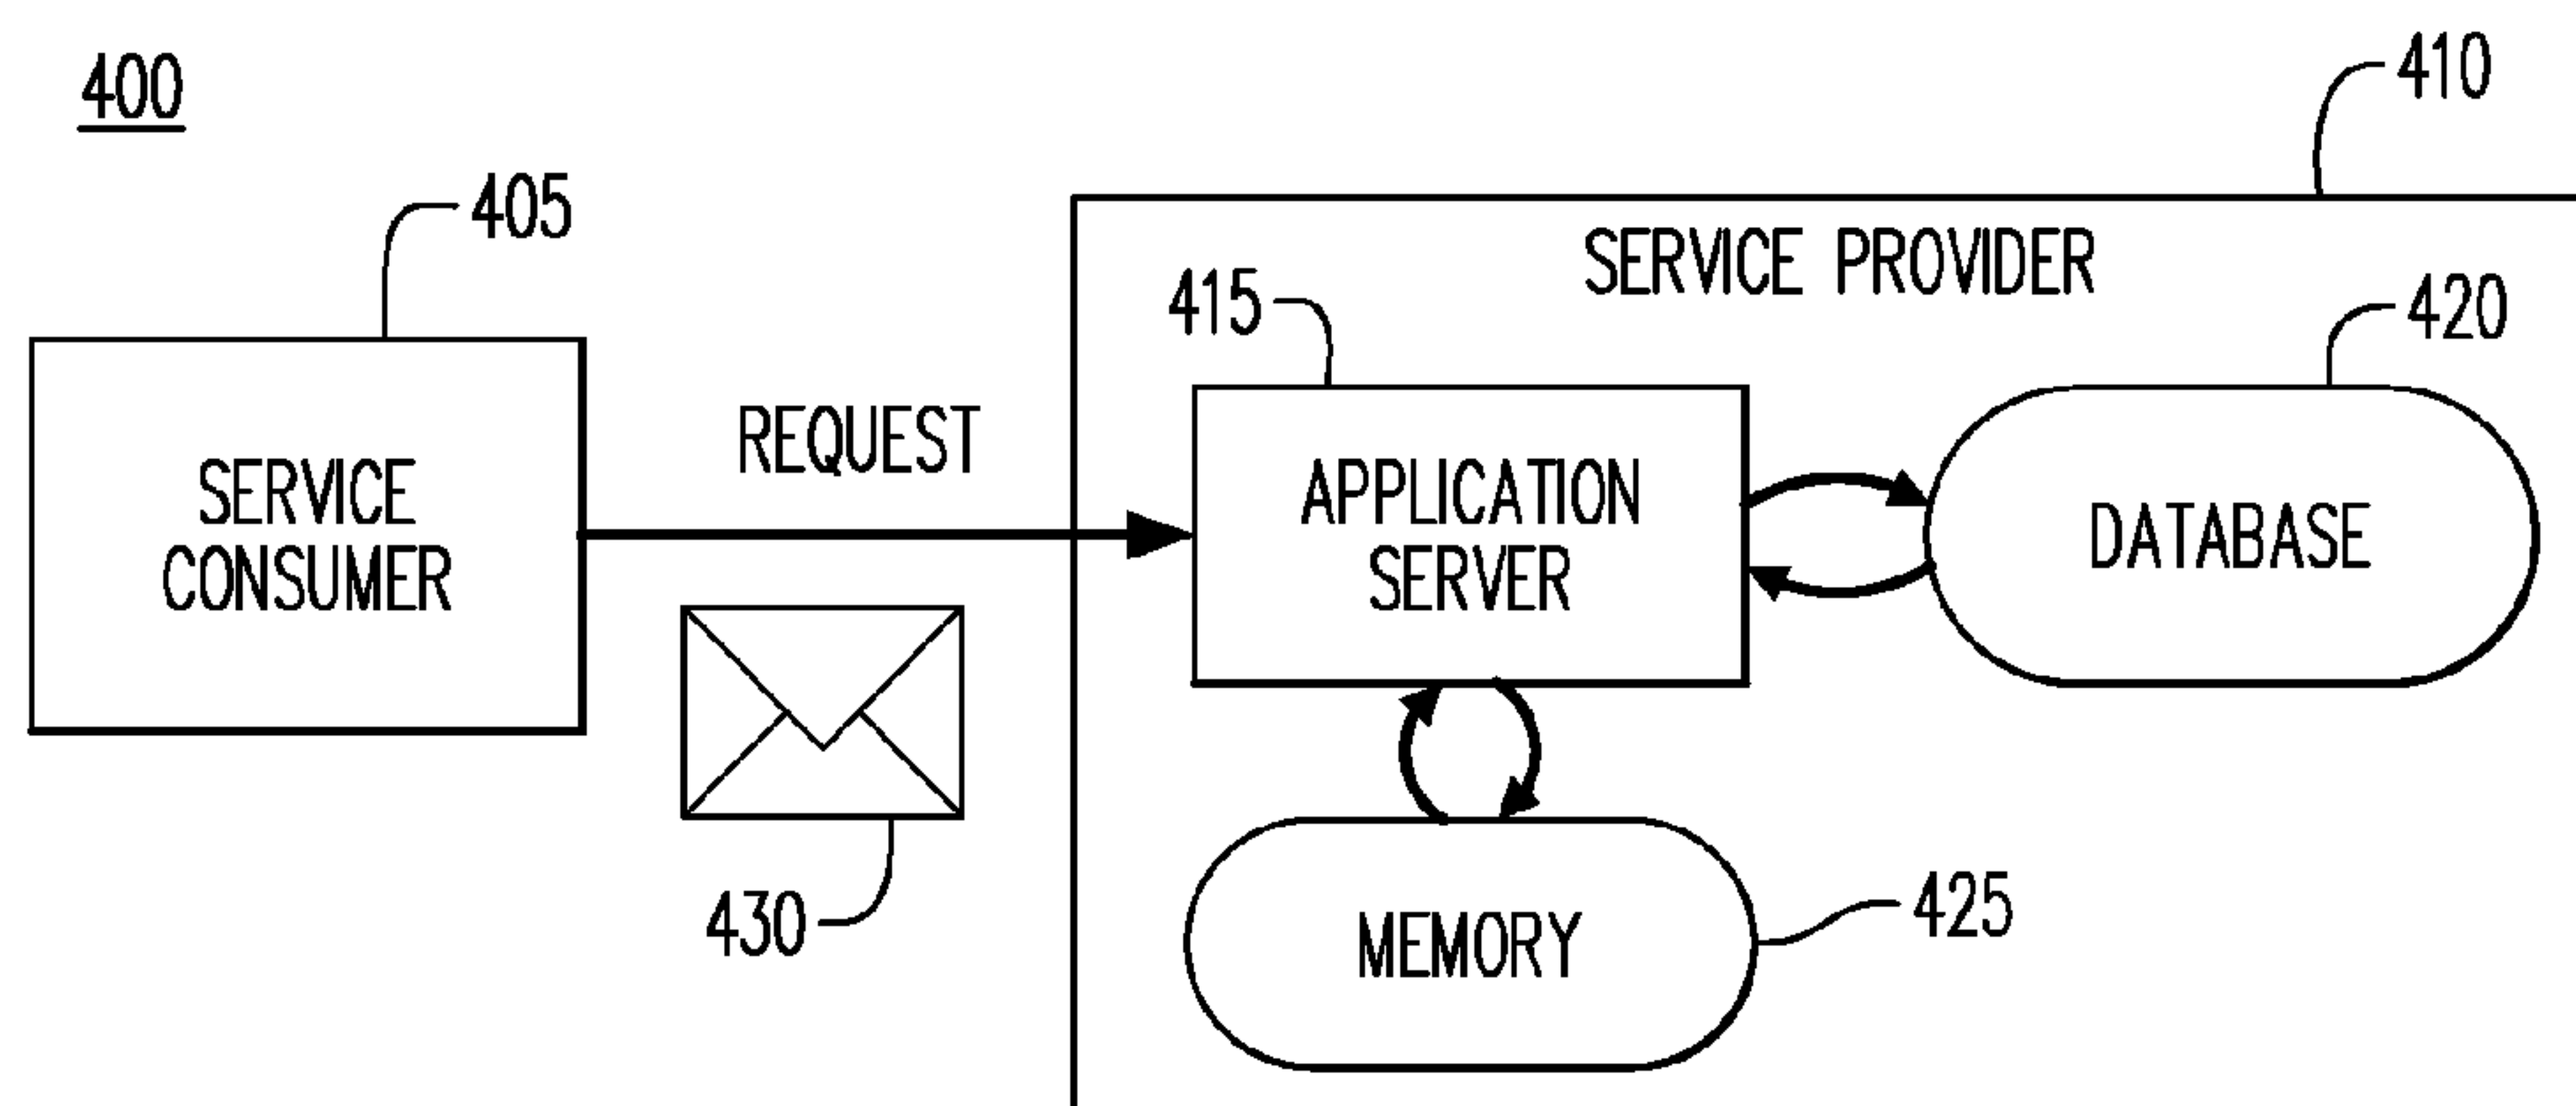 400
410
405
SERVICE PROVIDER
415
420
REQUEST
SERVICE
CONSUMER
APPLICATION
SERVER
DATABASE
430
MEMORY
425